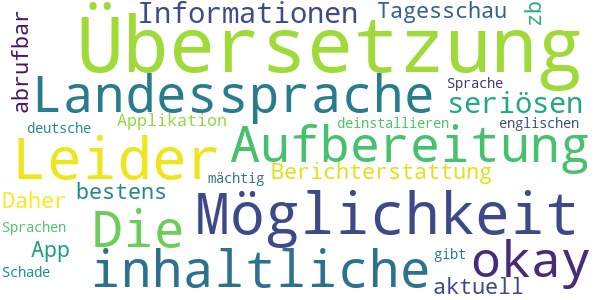 abrufbar
Informationen
Tagesschau
zb
Übersetzung
Landessprache
Sprache
seriösen
deutsche
Applikation
deinstallieren
englischen
Leider
Aufbereitung
mächtig
Berichterstattung
Daher
bestens
Möglichkeit
Sprachen
Die
App
inhaltliche
gibt
okay
Schade
aktuell